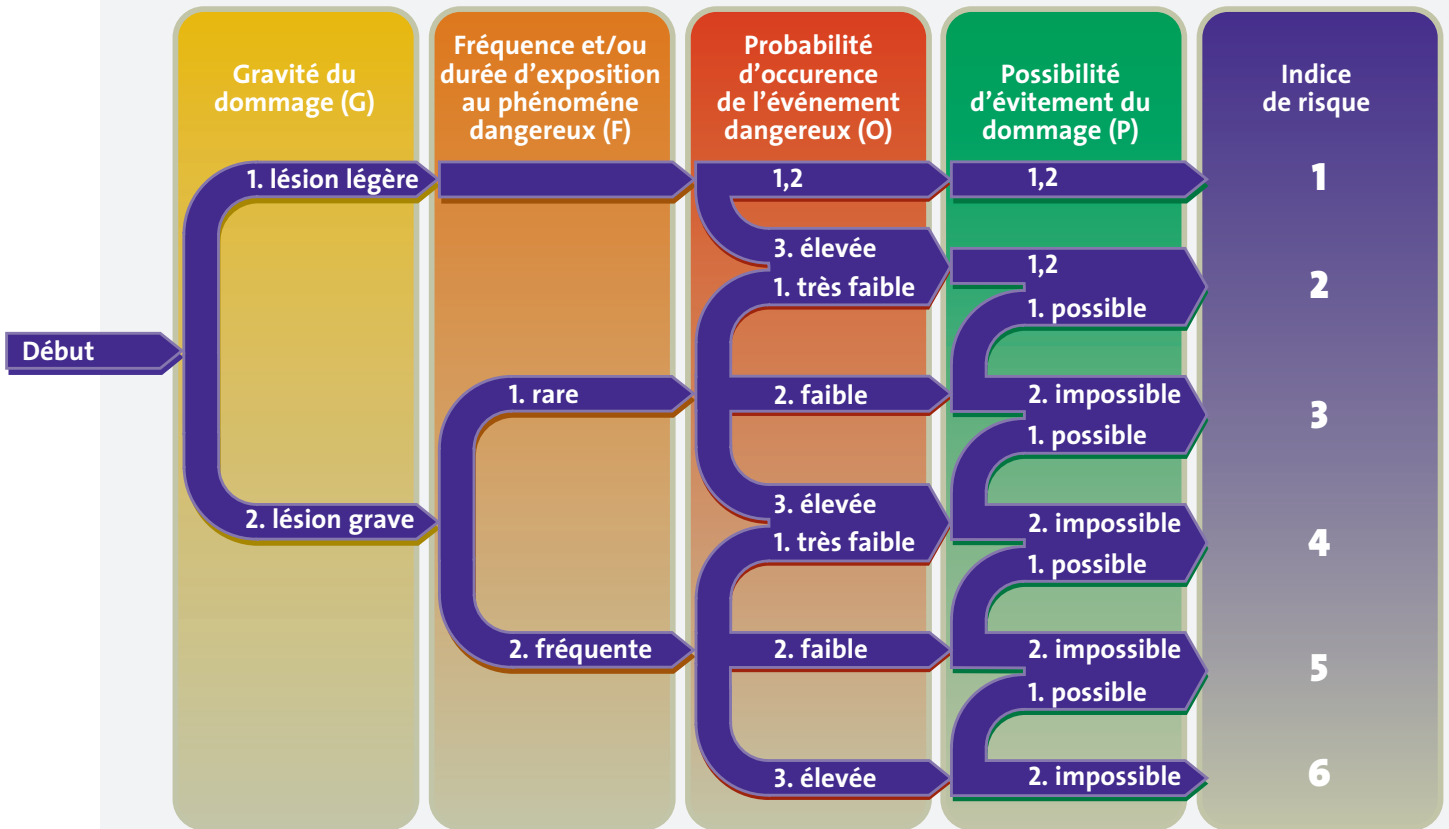 Gravité du
dommage (G)
Fréquence et/ou
durée d'exposition
au phénoméne
dangereux (F)
Probabilité
d'occurence
de l'événement
dangereux (O)
Possibilité
d'évitement du
dommage (P)
Indice
de risque
1. lésion légère
1,2
1,2
1
3. élevée
1. très faible
1,2
1. possible
2
Début
1. rare
2. faible
2. impossible
1. possible
3
2. lésion grave
3. élevée
1. très faible
2. impossible
1. possible
4
2. fréquente
2. faible
2. impossible
1. possible
5
3. élevée
2. impossible
6